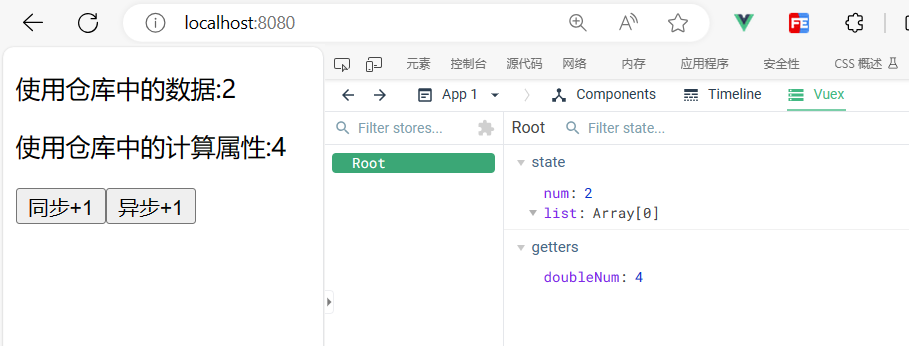 localhost:8080
使用仓库中的数据:2
使用仓库中的计算属性:4
同步+1 异步+1
元素 控制台 源代码 网络 内存 应用程序 安全性 CSS 概述
App 1 Components Timeline Vuex
Filter stores...
Root
Root Filter state...
state
num: 2
list: Array[0]
getters
doubleNum: 4